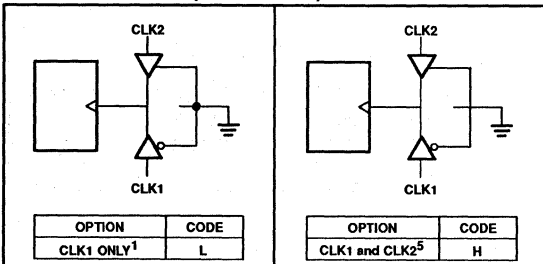 CLK2
CLK1
OPTION CODE
CLK1 ONLY¹ L
CLK2
CLK1
OPTION CODE
CLK1 and CLK2⁵ H